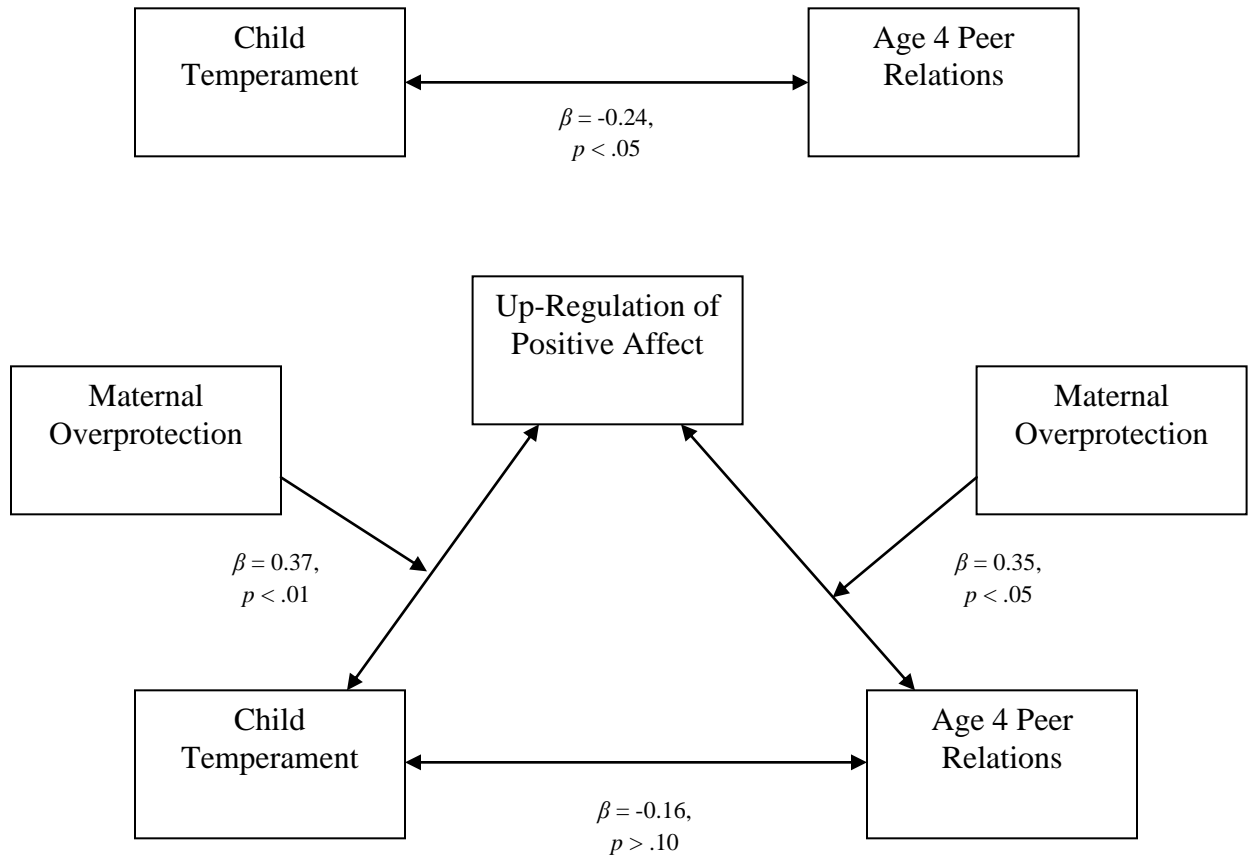 Child
Temperament
Age 4 Peer
Relations
β = -0.24,
p < .05
Up-Regulation of
Positive Affect
Maternal
Overprotection
Maternal
Overprotection
β = 0.37,
p < .01
β = 0.35,
p < .05
Child
Temperament
Age 4 Peer
Relations
β = -0.16,
p > .10